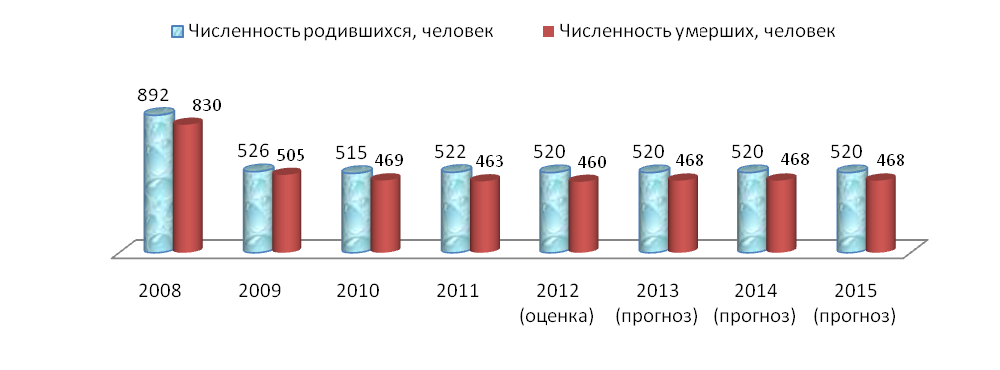 Численность родившихся, человек Численность умерших, человек
892 830
526 505 515 469 522 463 520 460 520 468 520 468 520 468
2008 2009 2010 2011 2012 2013 2014 2015
(оценка) (прогноз) (прогноз) (прогноз)